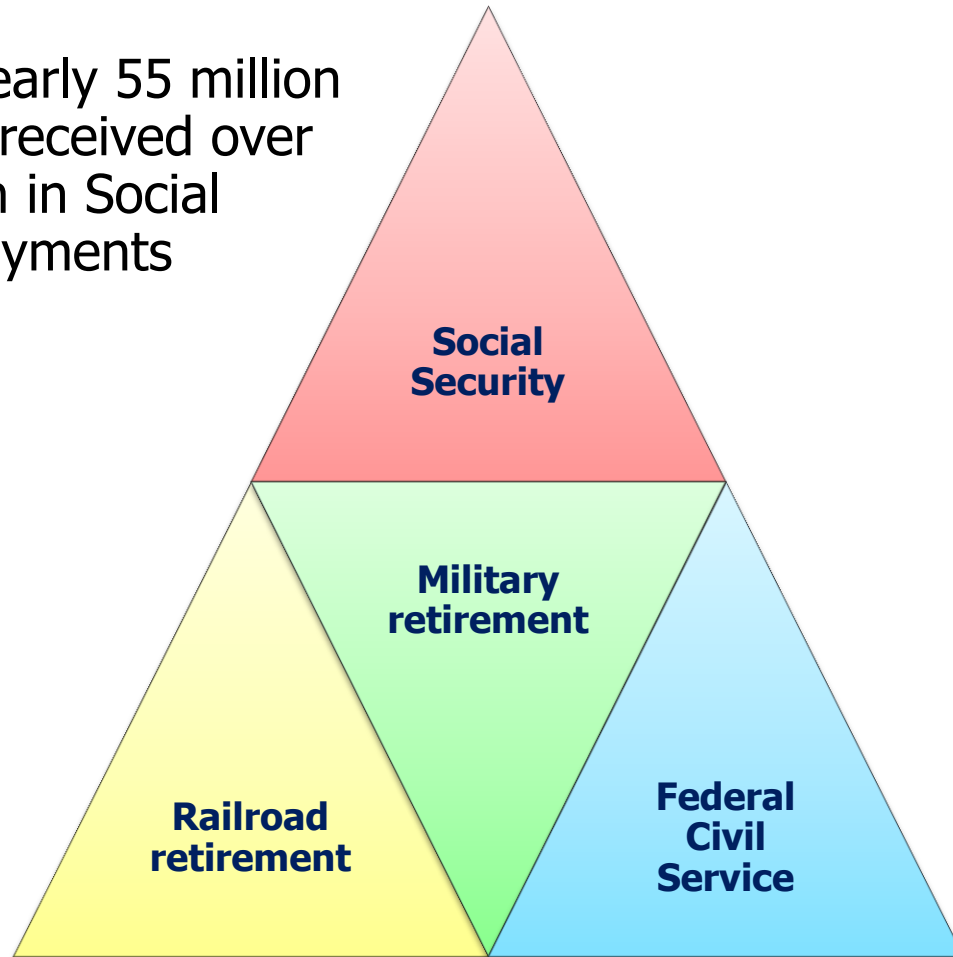 early 55 million
received over
in Social
yments
Social
Security
Military
retirement
Railroad
retirement
Federal
Civil
Service